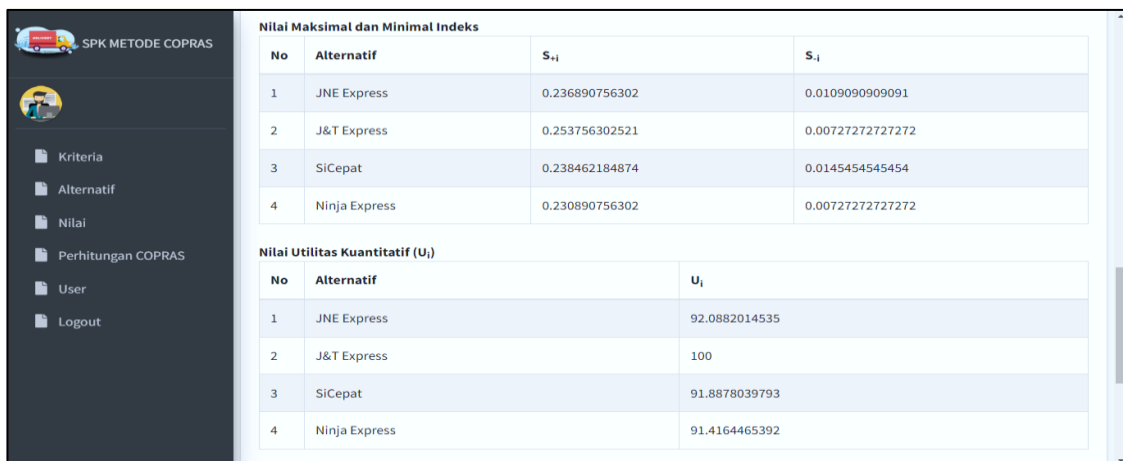 SPK METODE COPRAS
Kriteria
Alternatif
Nilai
Perhitungan COPRAS
User
Logout
Nilai Maksimal dan Minimal Indeks
No Alternatif S+i S-i
1 JNE Express 0.236890756302 0.0109090909091
2 J&T Express 0.253756302521 0.00727272727272
3 SiCepat 0.238462184874 0.0145454545454
4 Ninja Express 0.230890756302 0.00727272727272
Nilai Utilitas Kuantitatif (Ui)
No Alternatif Ui
1 JNE Express 92.0882014535
2 J&T Express 100
3 SiCepat 91.8878039793
4 Ninja Express 91.4164465392